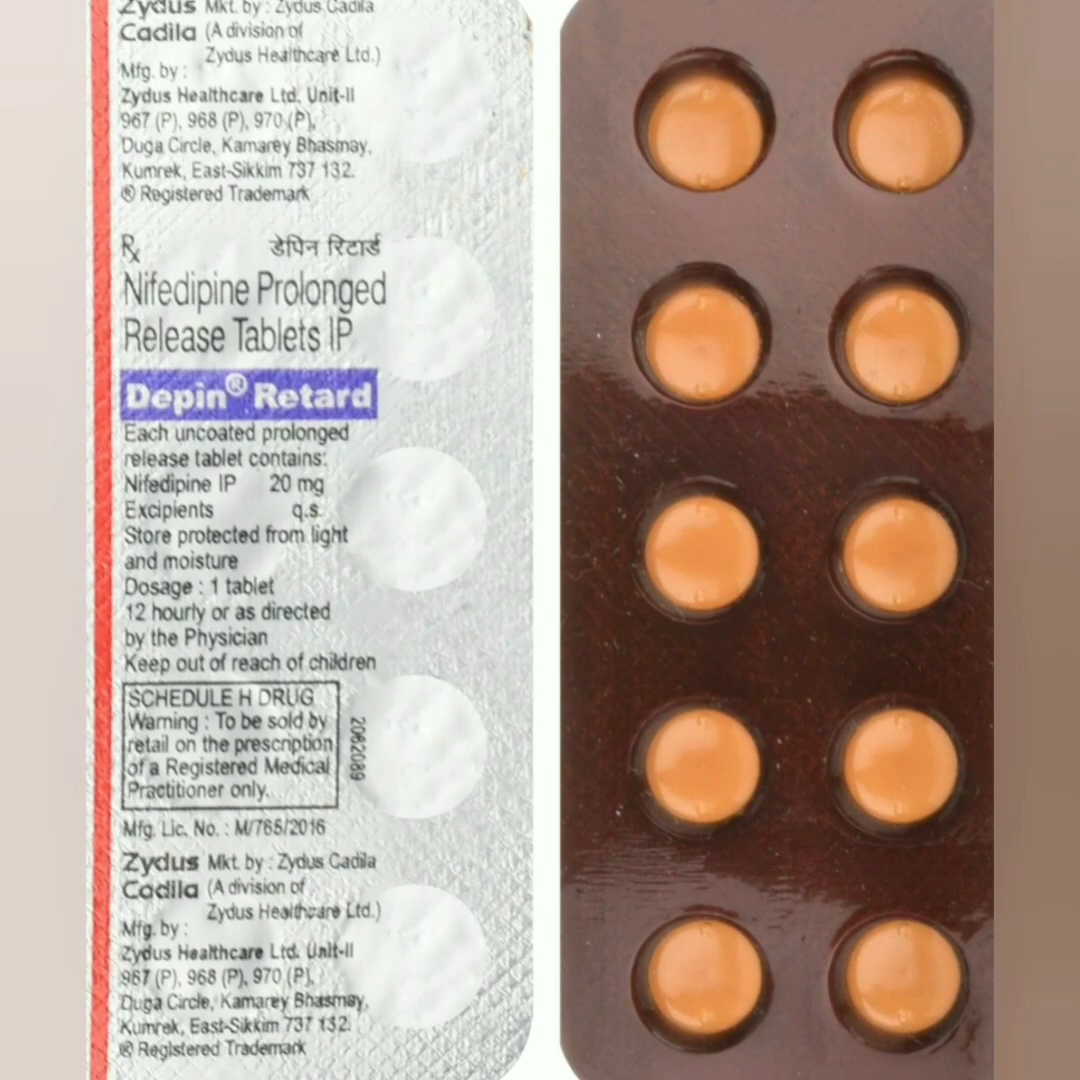 Zydus Mkt. by : Zydus Cadila
Cadila (A division of
Zydus Healthcare Ltd.)
Mfg. by :
Zydus Healthcare Ltd. Unit-II
967 (P), 968 (P), 970 (P),
Duga Circle, Kamarey Bhasmay,
Kumrek, East-Sikkim 737 132.
® Registered Trademark
Rx डेपिन रिटार्ड
Nifedipine Prolonged
Release Tablets IP
Depin® Retard
Each uncoated prolonged
release tablet contains:
Nifedipine IP 20 mg
Excipients q.s.
Store protected from light
and moisture
Dosage : 1 tablet
12 hourly or as directed
by the Physician
Keep out of reach of children
SCHEDULE H DRUG
Warning : To be sold by
retail on the prescription
of a Registered Medical
Practitioner only.
2062089
Mfg. Lic. No. : M/765/2016
Zydus Mkt. by : Zydus Cadila
Cadila (A division of
Zydus Healthcare Ltd.)
Mfg. by :
Zydus Healthcare Ltd. Unit-II
967 (P), 968 (P), 970 (P),
Duga Circle, Kamarey Bhasmay,
Kumrek, East-Sikkim 737 132.
® Registered Trademark